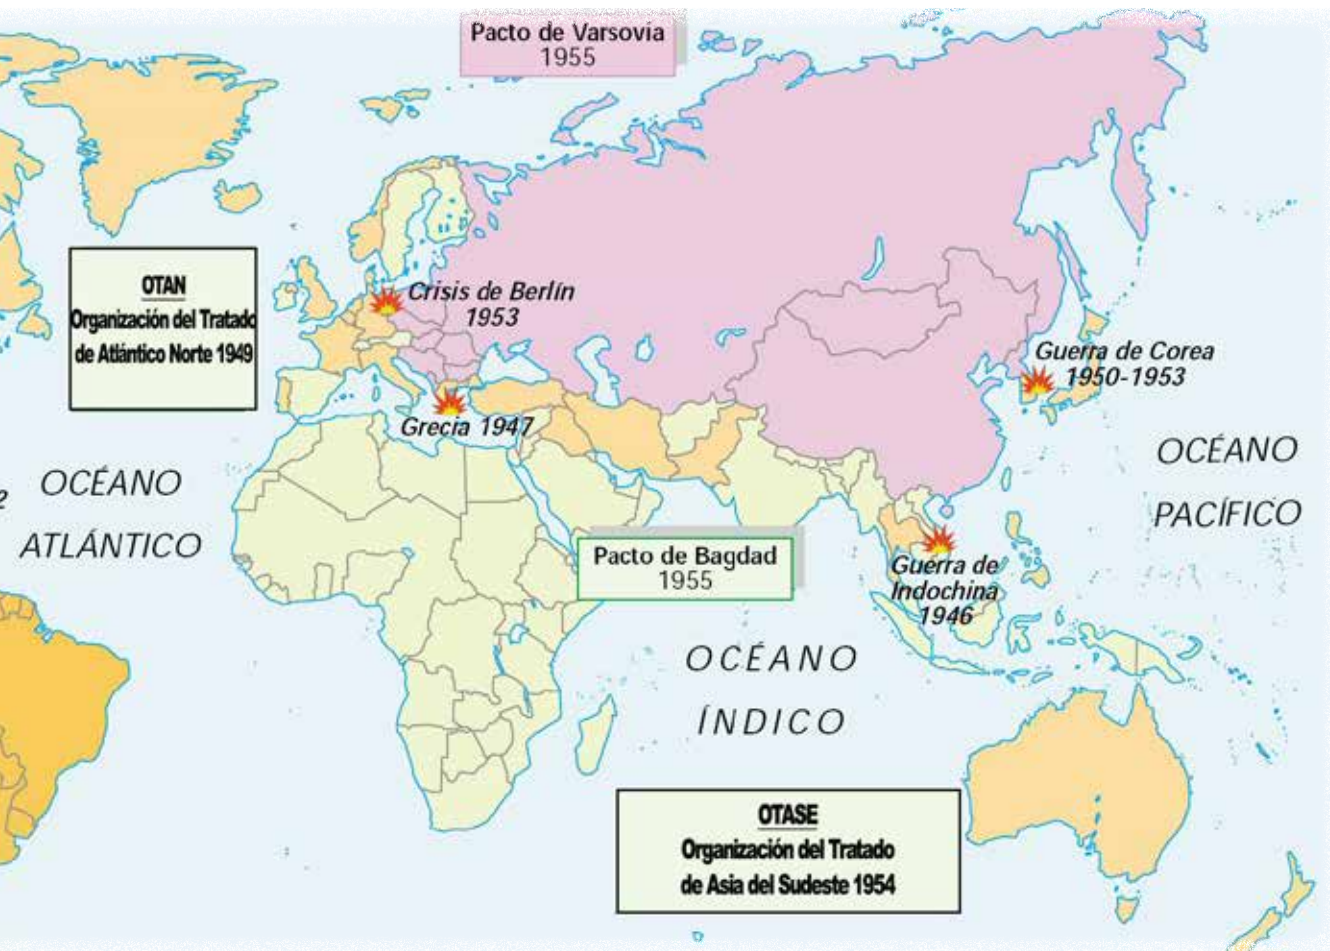 Pacto de Varsovia
1955
OTAN
Organización del Tratado
de Atlántico Norte 1949
Crisis de Berlín
1953
Guerra de Corea
1950-1953
Grecia 1947
2
OCÉANO
ATLÁNTICO
OCÉANO
PACÍFICO
Pacto de Bagdad
1955
Guerra de
Indochina
1946
OCÉANO
ÍNDICO
OTASE
Organización del Tratado
de Asia del Sudeste 1954